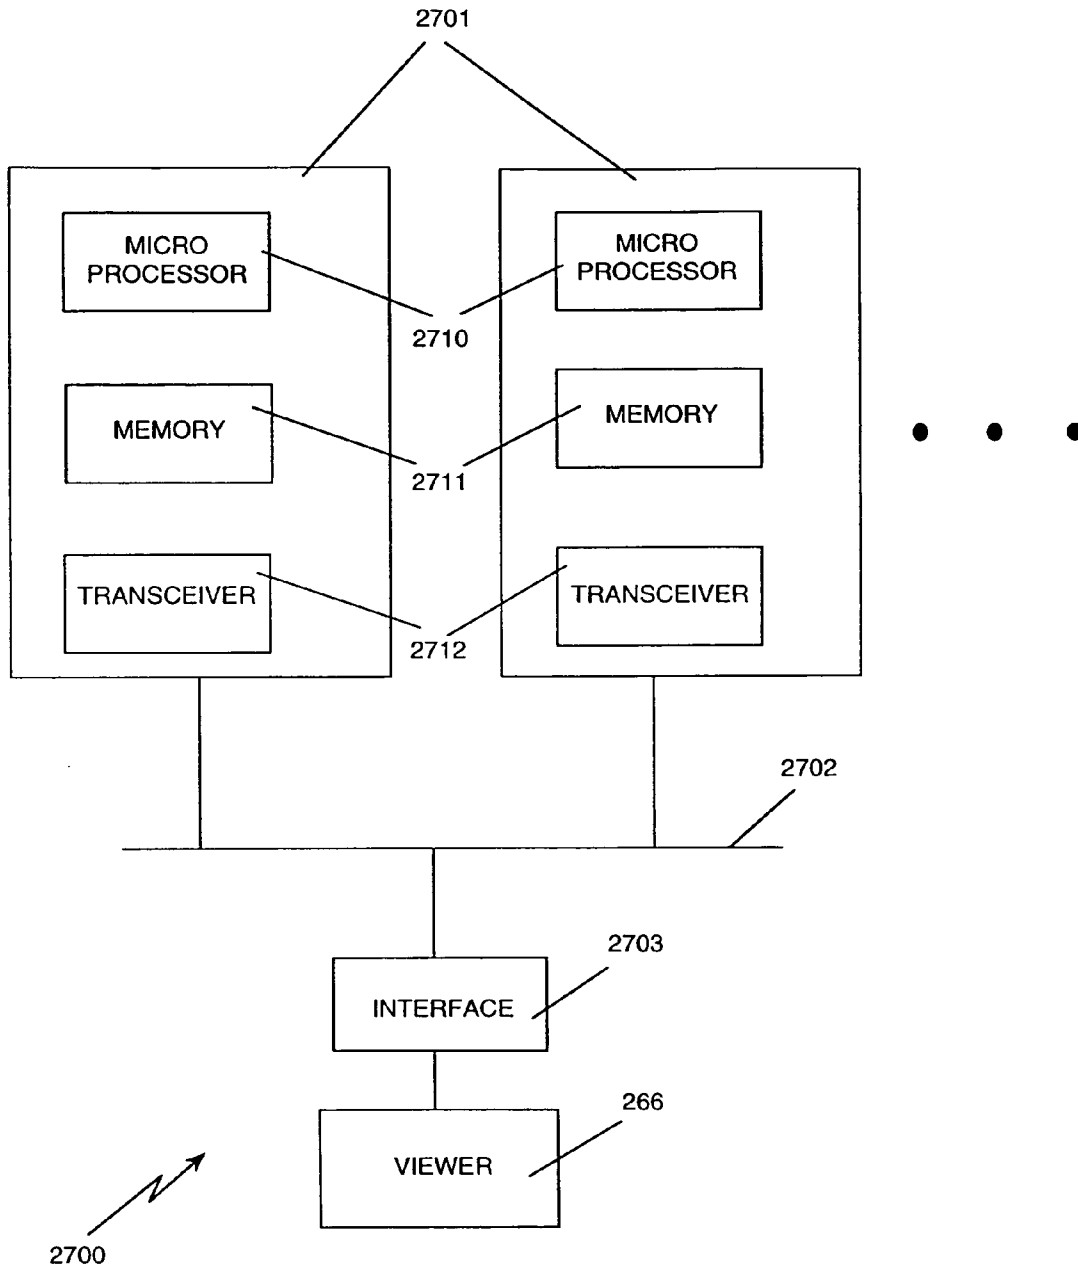 2701
MICRO
PROCESSOR
MICRO
PROCESSOR
2710
MEMORY
MEMORY
2711
TRANSCEIVER
TRANSCEIVER
2712
2702
2703
INTERFACE
266
VIEWER
2700